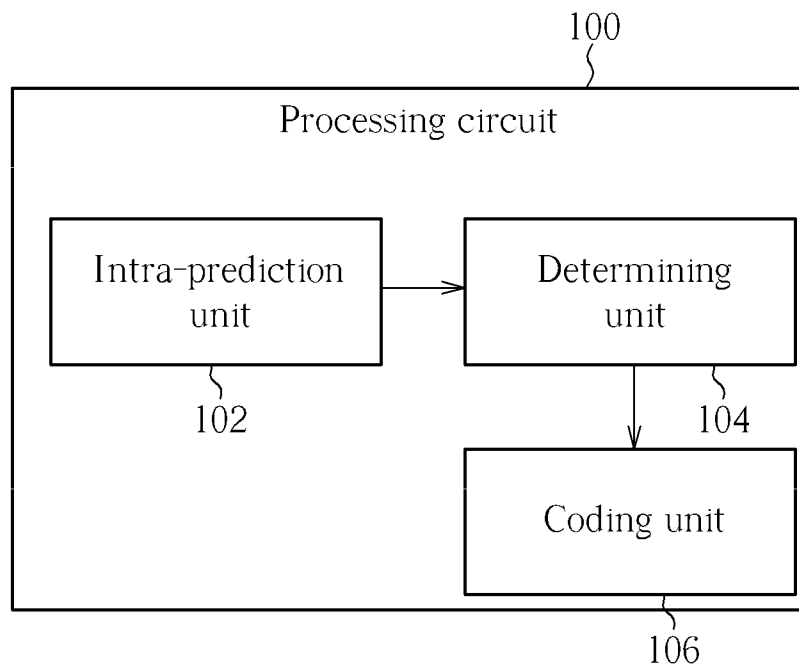 100
Processing circuit
Intra-prediction
unit
Determining
unit
102
104
Coding unit
106